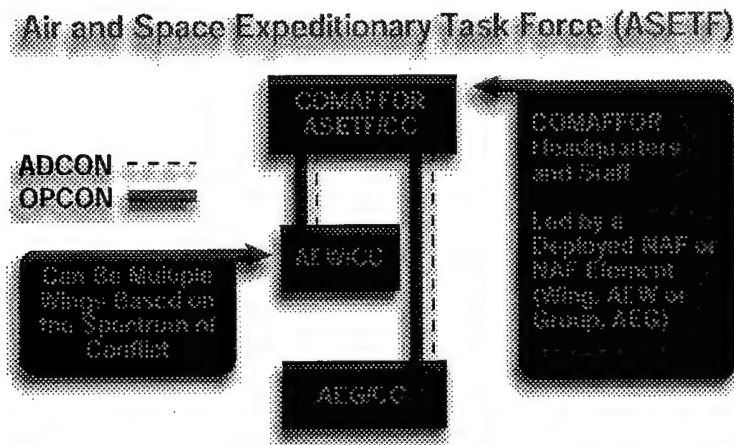 Air and Space Expeditionary Task Force (ASETF)
COMAFFOR
ASETF/CC
ADCON
OPCON
AEW/CC
AEG/CC
Can Be Multiple
Wings Based on
the Spectrum of
Conflict
COMAFFOR
Headquarters
and Staff
Led by a
Deployed NAF or
NAF Element
(Wing, AEW or
Group, AEG)